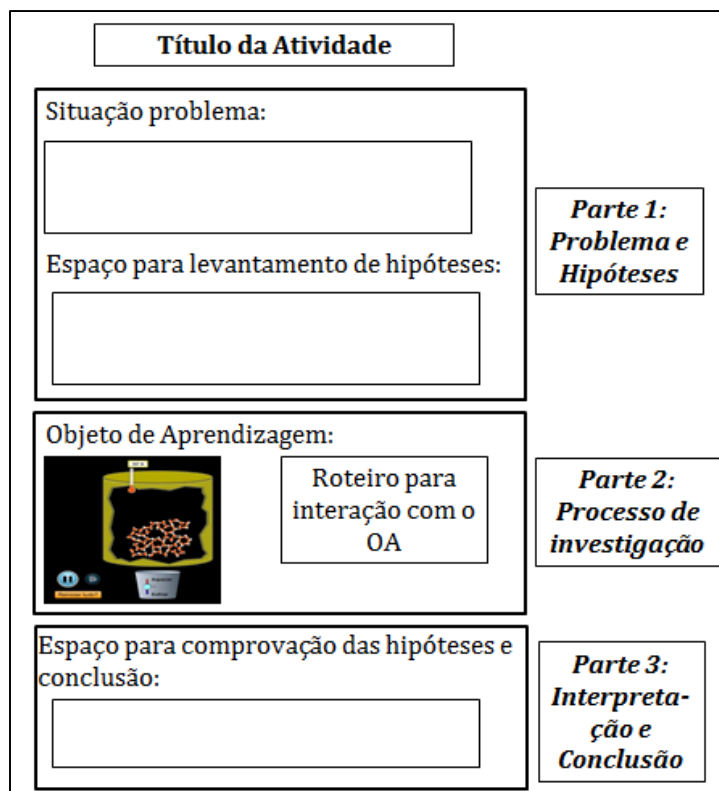 Título da Atividade
Situação problema:
Espaço para levantamento de hipóteses:
Parte 1:
Problema e
Hipóteses
Objeto de Aprendizagem:
Roteiro para
interação com o
OA
Parte 2:
Processo de
investigação
Espaço para comprovação das hipóteses e
conclusão:
Parte 3:
Interpreta-
ção e
Conclusão